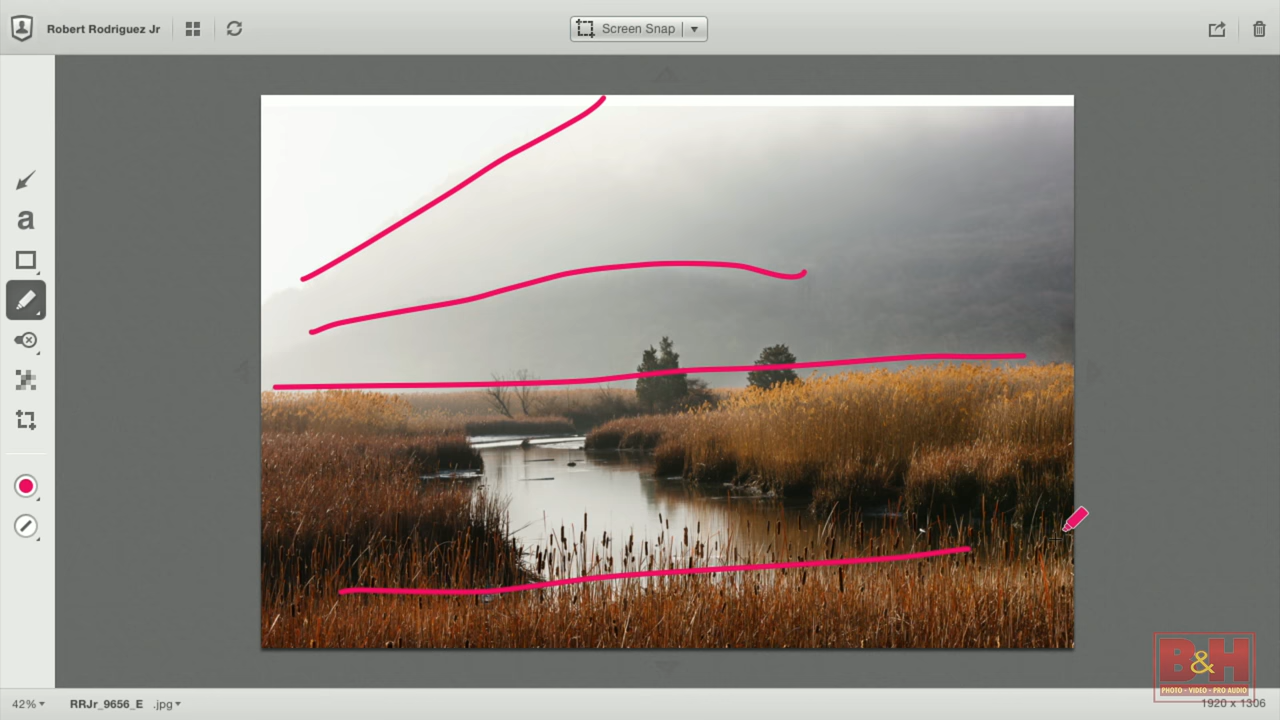 Robert Rodriguez Jr
Screen Snap
a
42%
RRJr_9656_E .jpg
B&H
PHOTO • VIDEO • PRO AUDIO
1920 x 1306